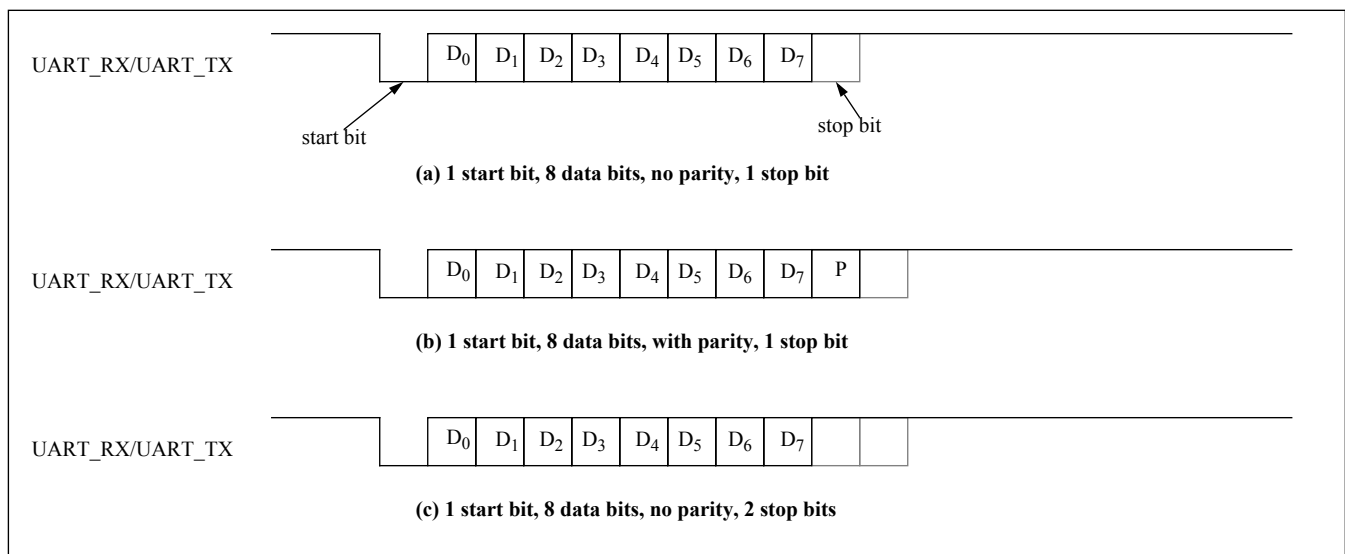 UART_RX/UART_TX
D0 D1 D2 D3 D4 D5 D6 D7
start bit
stop bit
(a) 1 start bit, 8 data bits, no parity, 1 stop bit
UART_RX/UART_TX
D0 D1 D2 D3 D4 D5 D6 D7 P
(b) 1 start bit, 8 data bits, with parity, 1 stop bit
UART_RX/UART_TX
D0 D1 D2 D3 D4 D5 D6 D7
(c) 1 start bit, 8 data bits, no parity, 2 stop bits